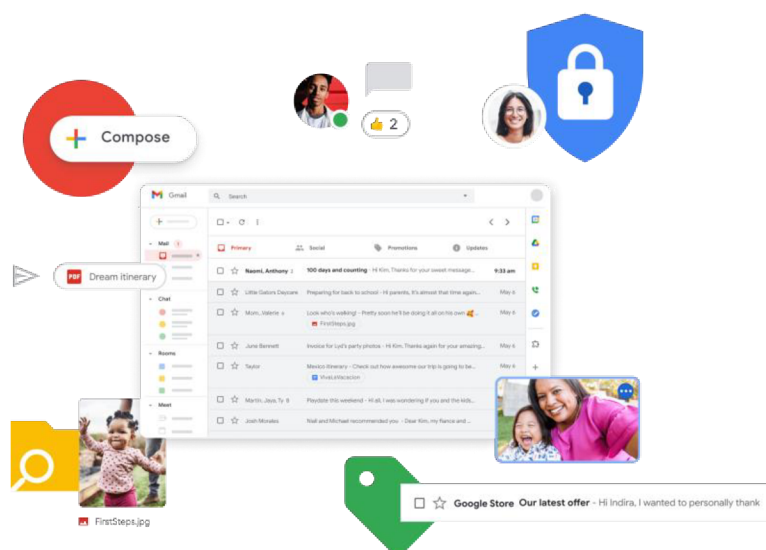 Compose
2
Gmail
Search
Mail
Primary
Social
Promotions
Updates
PDF Dream itinerary
Naomi, Anthony 100 days and counting - Hi Kim, Thanks for your sweet message... 9:33 am
Little Gators Daycare Preparing for back to school - Hi parents, it's almost that time again... May 6
Chat
Mom, Valerie Look who's walking! - Pretty soon he'll be doing it all on his own 🥰... May 6
FirstSteps.jpg
June Bennett Invoice for Lyd's party photos - Hi Kim, Thanks again for your amazing... May 6
Rooms
Taylor Mexico itinerary - Check out how awesome our trip is going to be... May 6
VivaLaVacacion
Meet
Martin, Jaya, Ty 8 Playdate this weekend - Hi all, I was wondering if you and the kids...
Josh Morales Nell and Michael recommended you - Dear Kim, my fiance and...
Google Store Our latest offer - Hi Indira, I wanted to personally thank
FirstSteps.jpg